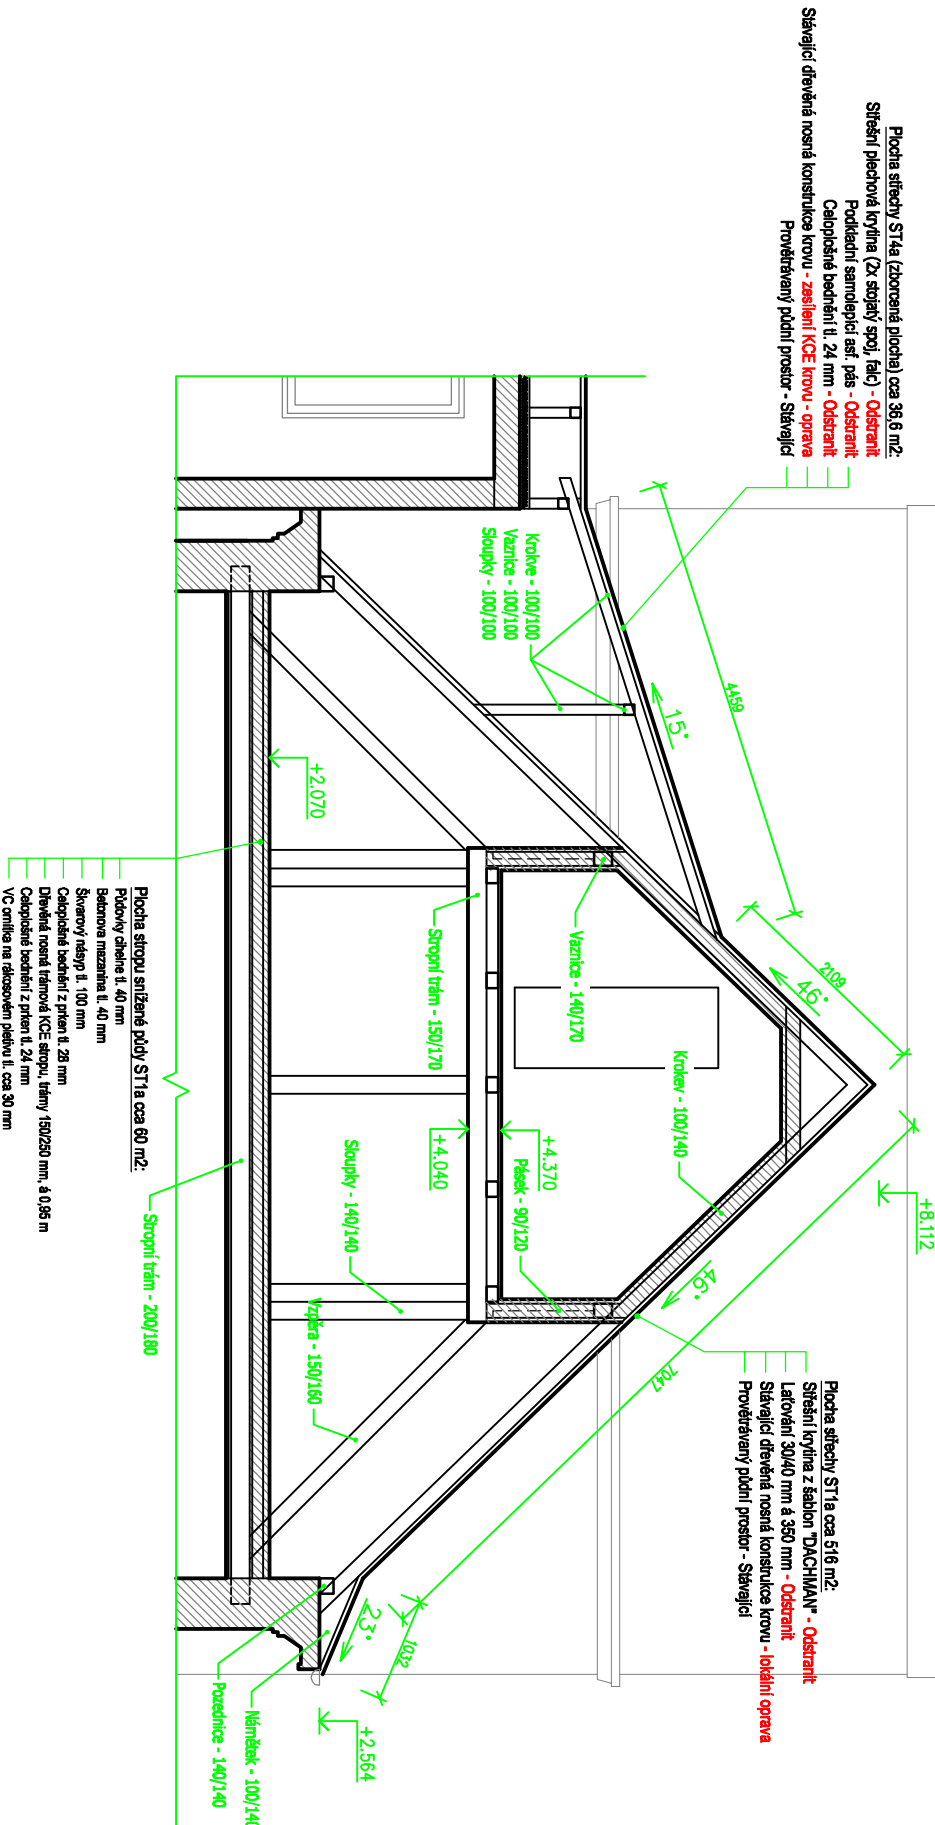 Plocha střechy ST4a (zborcená plocha) cca 36,6 m2:
Střešní plechová krytina (2x stojatý spoj, falc) - Odstranit
Podkladní samolepící asf. pás - Odstranit
Celoplošné bednění tl. 24 mm - Odstranit
Stávající dřevěná nosná konstrukce krovu - zesílení KCE krovu - oprava
Provětrávaný půdní prostor - Stávající
Krokve - 100/100
Vaznice - 100/100
Sloupky - 100/100
4459
15°
2109
46°
+8.112
Plocha střechy ST1a cca 516 m2:
Střešní krytina z šablon "DACHMAN" - Odstranit
Laťování 30/40 mm á 350 mm - Odstranit
Stávající dřevěná nosná konstrukce krovu - lokální oprava
Provětrávaný půdní prostor - Stávající
46°
7047
Krokev - 100/140
Vaznice - 140/170
Pásek - 90/120
+4.370
+4.040
Stropní trám - 150/170
+2.070
Sloupky - 140/140
Vzpěra - 150/160
23°
1032
+2.564
Námětek - 100/140
Pozednice - 140/140
Stropní trám - 200/180
Plocha stropu snížené půdy ST1a cca 60 m2:
Půdovky cihelne tl. 40 mm
Betonova mazanina tl. 40 mm
Škvarový násyp tl. 100 mm
Celoplošné bednění z prken tl. 28 mm
Dřevěná nosná trámová KCE stropu, trámy 150/250 mm, á 0,95 m
Celoplošné bednění z prken tl. 24 mm
VC omítka na rákosovém pletivu tl. cca 30 mm